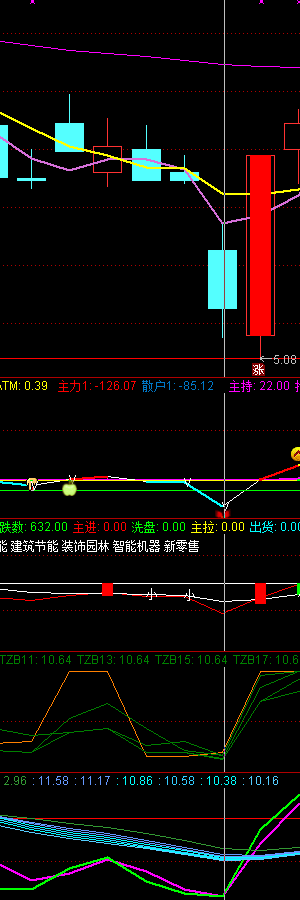 5.08
涨
ATM: 0.39 主力1: -126.07 散户1: -85.12 主持: 22.00
跌数: 632.00 主进: 0.00 洗盘: 0.00 主拉: 0.00 出货: 0.00
能 建筑节能 装饰园林 智能机器 新零售
小 小
TZB11: 10.64 TZB13: 10.64 TZB15: 10.64 TZB17: 10.6
2.96 : 11.58 : 11.17 : 10.86 : 10.58 : 10.38 : 10.16